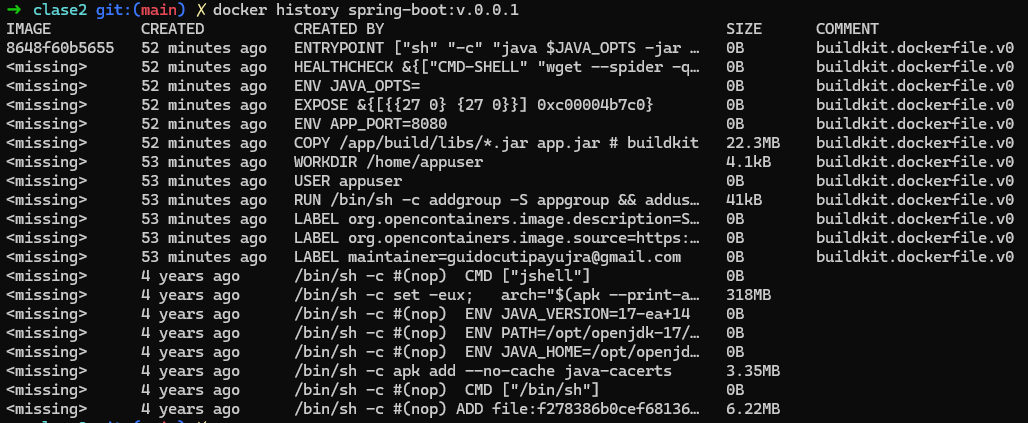 ➜ clase2 git:(main) ✗ docker history spring-boot:v.0.0.1
IMAGE CREATED CREATED BY SIZE COMMENT
8648f60b5655 52 minutes ago ENTRYPOINT ["sh" "-c" "java $JAVA_OPTS -jar … 0B buildkit.dockerfile.v0
<missing> 52 minutes ago HEALTHCHECK &{["CMD-SHELL" "wget --spider -q… 0B buildkit.dockerfile.v0
<missing> 52 minutes ago ENV JAVA_OPTS= 0B buildkit.dockerfile.v0
<missing> 52 minutes ago EXPOSE &{[{{27 0} {27 0}}] 0xc00004b7c0} 0B buildkit.dockerfile.v0
<missing> 52 minutes ago ENV APP_PORT=8080 0B buildkit.dockerfile.v0
<missing> 52 minutes ago COPY /app/build/libs/*.jar app.jar # buildkit 22.3MB buildkit.dockerfile.v0
<missing> 53 minutes ago WORKDIR /home/appuser 4.1kB buildkit.dockerfile.v0
<missing> 53 minutes ago USER appuser 0B buildkit.dockerfile.v0
<missing> 53 minutes ago RUN /bin/sh -c addgroup -S appgroup && addus… 41kB buildkit.dockerfile.v0
<missing> 53 minutes ago LABEL org.opencontainers.image.description=S… 0B buildkit.dockerfile.v0
<missing> 53 minutes ago LABEL org.opencontainers.image.source=https:… 0B buildkit.dockerfile.v0
<missing> 53 minutes ago LABEL maintainer=guidocutipayujra@gmail.com 0B buildkit.dockerfile.v0
<missing> 4 years ago /bin/sh -c #(nop) CMD ["jshell"] 0B
<missing> 4 years ago /bin/sh -c set -eux; arch="$(apk --print-a… 318MB
<missing> 4 years ago /bin/sh -c #(nop) ENV JAVA_VERSION=17-ea+14 0B
<missing> 4 years ago /bin/sh -c #(nop) ENV PATH=/opt/openjdk-17/… 0B
<missing> 4 years ago /bin/sh -c #(nop) ENV JAVA_HOME=/opt/openjd… 0B
<missing> 4 years ago /bin/sh -c apk add --no-cache java-cacerts 3.35MB
<missing> 4 years ago /bin/sh -c #(nop) CMD ["/bin/sh"] 0B
<missing> 4 years ago /bin/sh -c #(nop) ADD file:f278386b0cef68136… 6.22MB